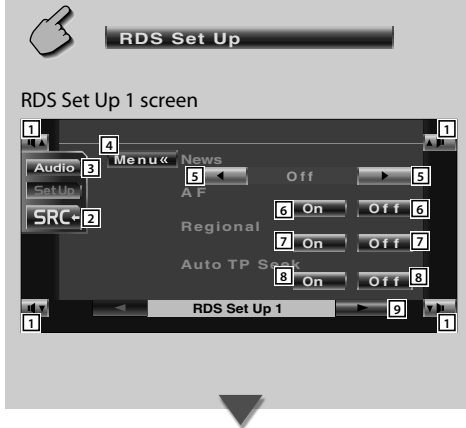 RDS Set Up
RDS Set Up 1 screen
1 1
4
Audio 3 Menu« News
5 Off 5
SetUp AF
SRC 2 6 On Off 6
Regional
7 On Off 7
Auto TP Seek
8 On Off 8
RDS Set Up 1 9
1 1